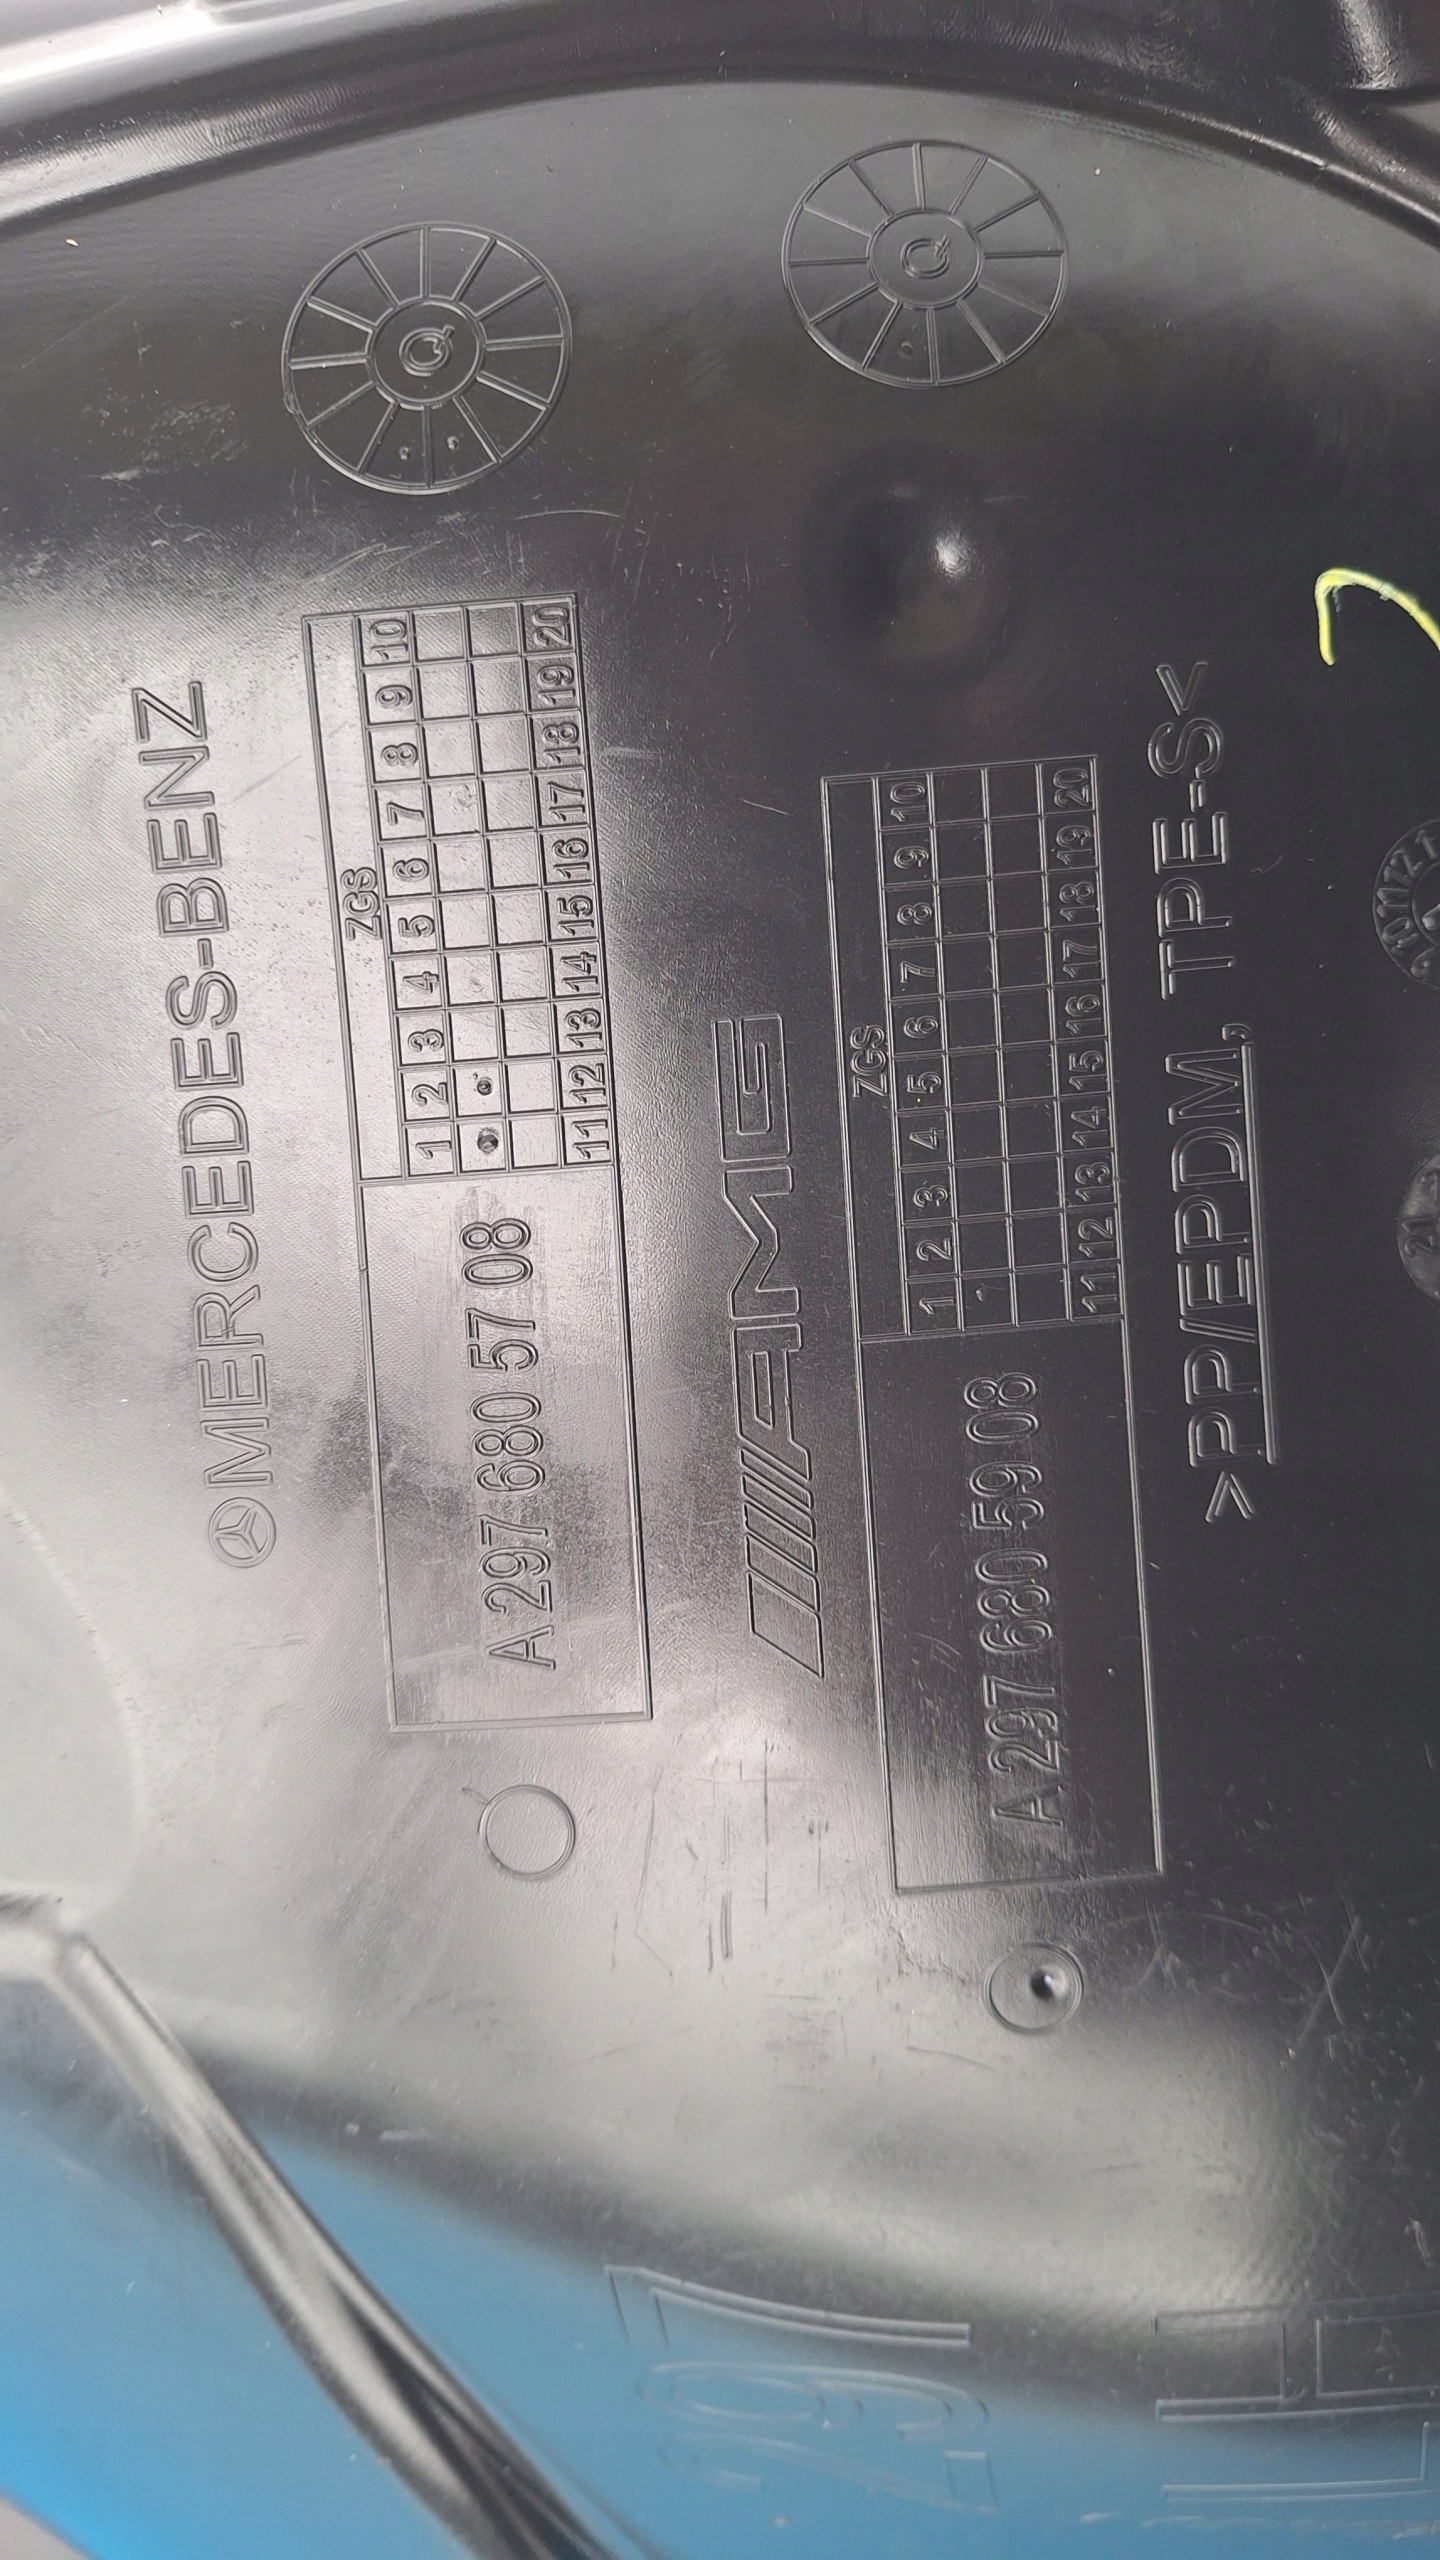 MERCEDES-BENZ
ZGS
1 2 3 4 5 6 7 8 9 10
A 297 680 57 08
11 12 13 14 15 16 17 18 19 20
AMG
ZGS
1 2 3 4 5 6 7 8 9 10
A 297 680 59 08
11 12 13 14 15 16 17 18 19 20
>PP/EPDM, TPE-S<
Q
Q
21
297